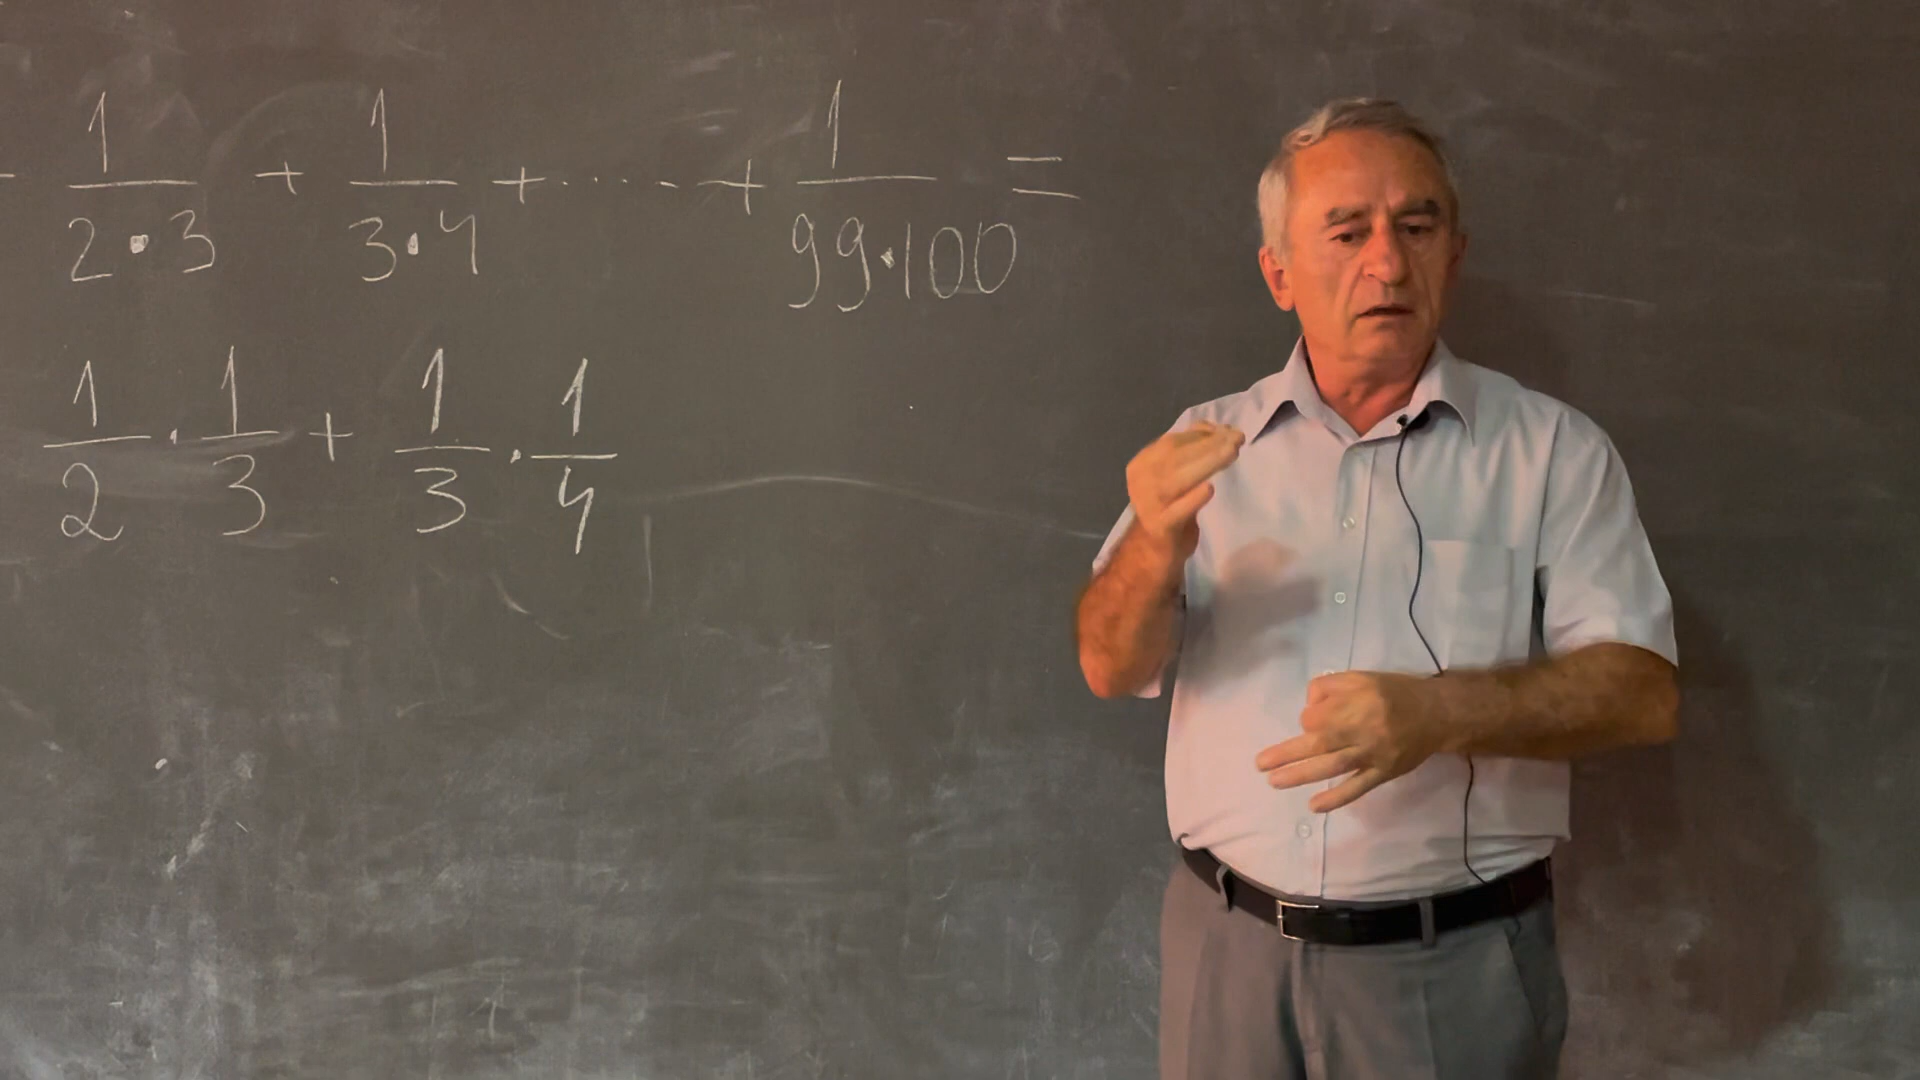 - 1/(2·3) + 1/(3·4) + ····· + 1/(99·100) =
1/2 · 1/3 + 1/3 · 1/4